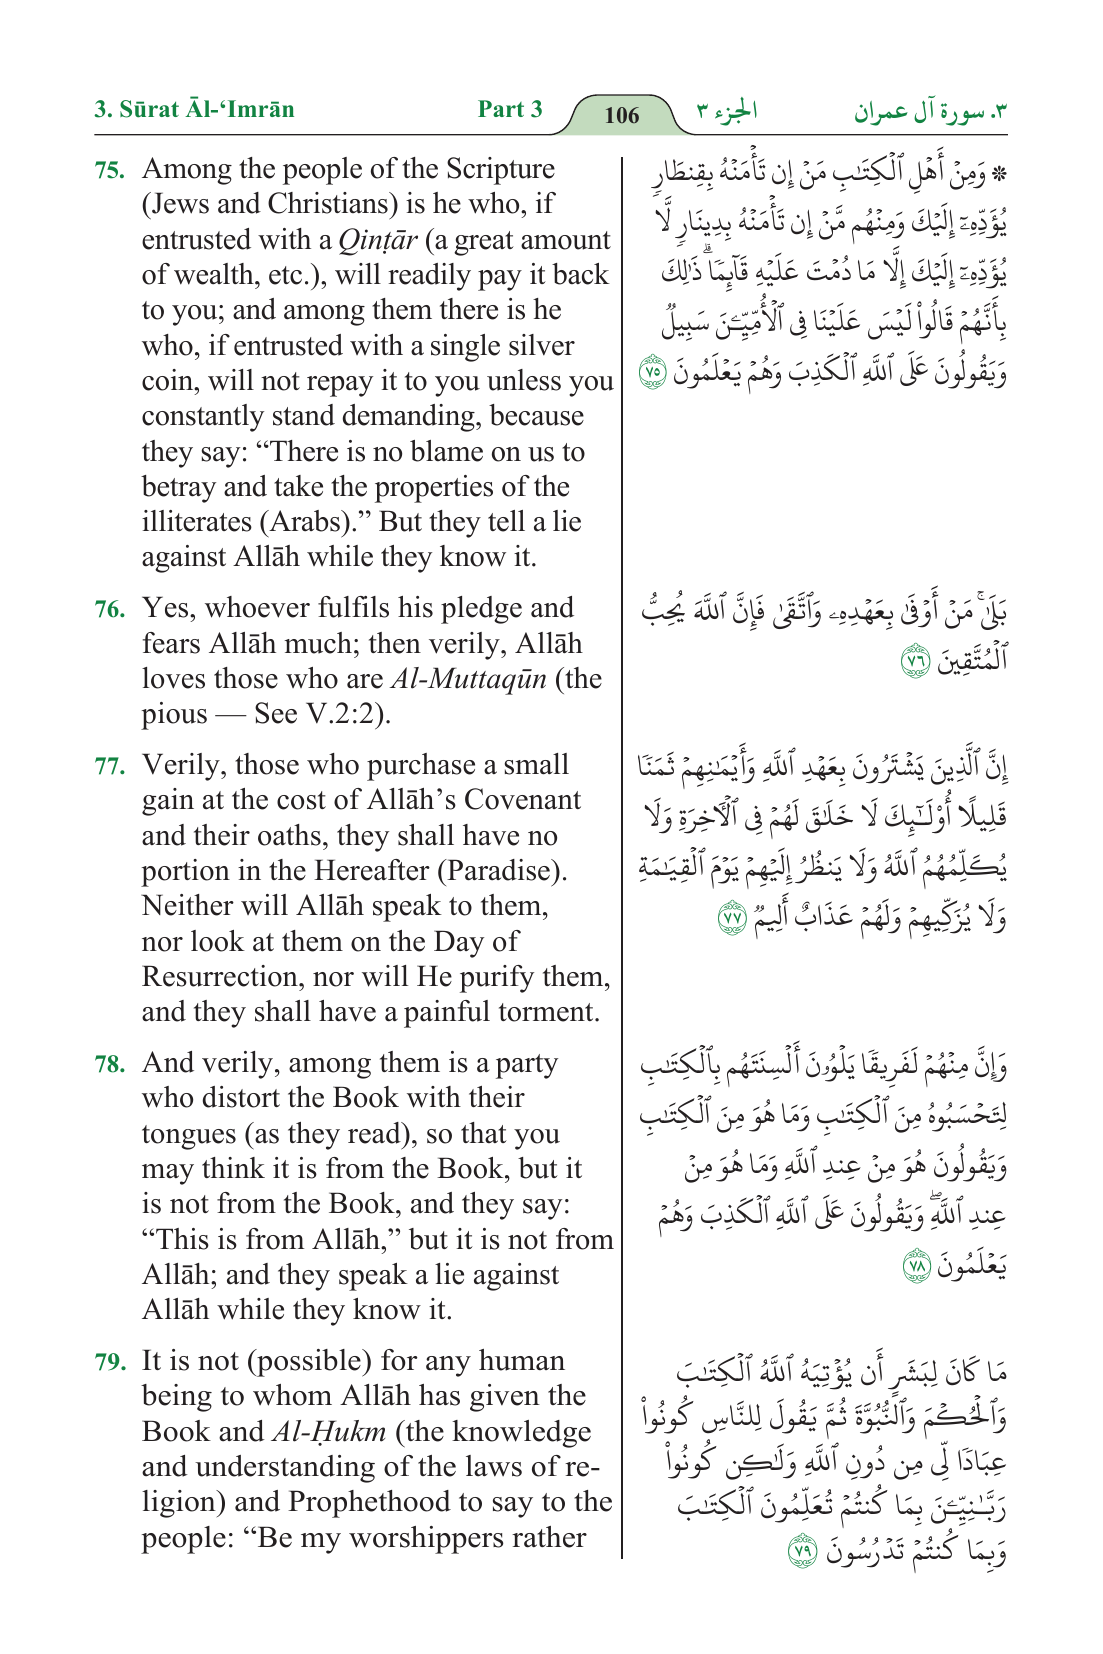 3. Sūrat Āl-‘Imrān Part 3 106 الجزء ٣ ٣. سورة آل عمران
75. Among the people of the Scripture
(Jews and Christians) is he who, if
entrusted with a Qinṭār (a great amount
of wealth, etc.), will readily pay it back
to you; and among them there is he
who, if entrusted with a single silver
coin, will not repay it to you unless you
constantly stand demanding, because
they say: “There is no blame on us to
betray and take the properties of the
illiterates (Arabs).” But they tell a lie
against Allāh while they know it.
۞ وَمِنۡ أَهۡلِ ٱلۡكِتَٰبِ مَنۡ إِن تَأۡمَنۡهُ بِقِنطَارٖ
يُؤَدِّهِۦٓ إِلَيۡكَ وَمِنۡهُم مَّنۡ إِن تَأۡمَنۡهُ بِدِينَارٖ لَّا
يُؤَدِّهِۦٓ إِلَيۡكَ إِلَّا مَا دُمۡتَ عَلَيۡهِ قَآئِمٗاۗ ذَٰلِكَ
بِأَنَّهُمۡ قَالُواْ لَيۡسَ عَلَيۡنَا فِي ٱلۡأُمِّيِّـۧنَ سَبِيلٞ
وَيَقُولُونَ عَلَى ٱللَّهِ ٱلۡكَذِبَ وَهُمۡ يَعۡلَمُونَ ٧٥
76. Yes, whoever fulfils his pledge and
fears Allāh much; then verily, Allāh
loves those who are Al-Muttaqūn (the
pious — See V.2:2).
بَلَىٰۚ مَنۡ أَوۡفَىٰ بِعَهۡدِهِۦ وَٱتَّقَىٰ فَإِنَّ ٱللَّهَ يُحِبُّ
ٱلۡمُتَّقِينَ ٧٦
77. Verily, those who purchase a small
gain at the cost of Allāh’s Covenant
and their oaths, they shall have no
portion in the Hereafter (Paradise).
Neither will Allāh speak to them,
nor look at them on the Day of
Resurrection, nor will He purify them,
and they shall have a painful torment.
إِنَّ ٱلَّذِينَ يَشۡتَرُونَ بِعَهۡدِ ٱللَّهِ وَأَيۡمَٰنِهِمۡ ثَمَنٗا
قَلِيلًا أُوْلَٰٓئِكَ لَا خَلَٰقَ لَهُمۡ فِي ٱلۡأٓخِرَةِ وَلَا
يُكَلِّمُهُمُ ٱللَّهُ وَلَا يَنظُرُ إِلَيۡهِمۡ يَوۡمَ ٱلۡقِيَٰمَةِ
وَلَا يُزَكِّيهِمۡ وَلَهُمۡ عَذَابٌ أَلِيمٞ ٧٧
78. And verily, among them is a party
who distort the Book with their
tongues (as they read), so that you
may think it is from the Book, but it
is not from the Book, and they say:
“This is from Allāh,” but it is not from
Allāh; and they speak a lie against
Allāh while they know it.
وَإِنَّ مِنۡهُمۡ لَفَرِيقٗا يَلۡوُۥنَ أَلۡسِنَتَهُم بِٱلۡكِتَٰبِ
لِتَحۡسَبُوهُ مِنَ ٱلۡكِتَٰبِ وَمَا هُوَ مِنَ ٱلۡكِتَٰبِ
وَيَقُولُونَ هُوَ مِنۡ عِندِ ٱللَّهِ وَمَا هُوَ مِنۡ
عِندِ ٱللَّهِۖ وَيَقُولُونَ عَلَى ٱللَّهِ ٱلۡكَذِبَ وَهُمۡ
يَعۡلَمُونَ ٧٨
79. It is not (possible) for any human
being to whom Allāh has given the
Book and Al-Ḥukm (the knowledge
and understanding of the laws of re-
ligion) and Prophethood to say to the
people: “Be my worshippers rather
مَا كَانَ لِبَشَرٍ أَن يُؤۡتِيَهُ ٱللَّهُ ٱلۡكِتَٰبَ
وَٱلۡحُكۡمَ وَٱلنُّبُوَّةَ ثُمَّ يَقُولَ لِلنَّاسِ كُونُواْ
عِبَادٗا لِّي مِن دُونِ ٱللَّهِ وَلَٰكِن كُونُواْ
رَبَّٰنِيِّـۧنَ بِمَا كُنتُمۡ تُعَلِّمُونَ ٱلۡكِتَٰبَ
وَبِمَا كُنتُمۡ تَدۡرُسُونَ ٧٩